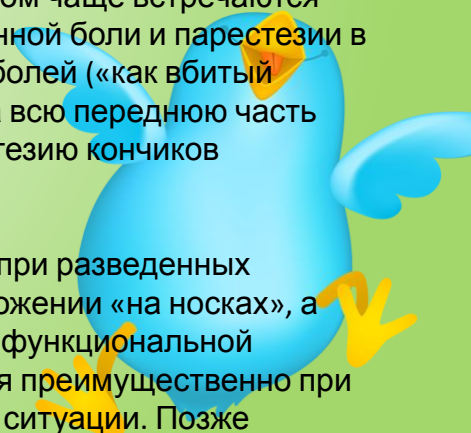 ом чаще встречаются
нной боли и парестезии в
болей («как вбитый
всю переднюю часть
тезию кончиков
при разведенных
ожении «на носках», а
функциональной
я преимущественно при
ситуации. Позже